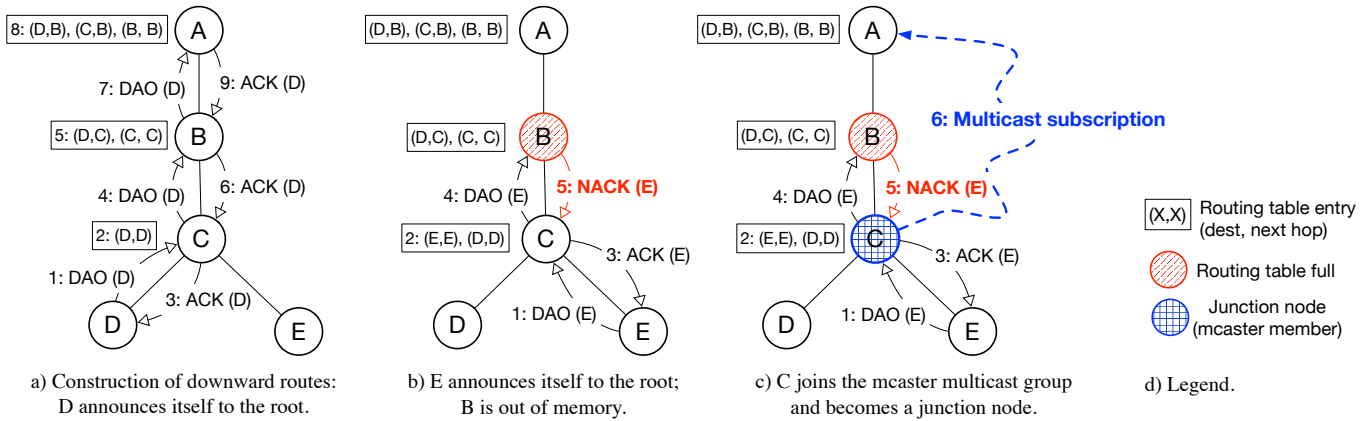 8: (D,B), (C,B), (B, B)
A
7: DAO (D)
9: ACK (D)
5: (D,C), (C, C)
B
4: DAO (D)
6: ACK (D)
2: (D,D)
C
1: DAO (D)
3: ACK (D)
D
E
a) Construction of downward routes:
D announces itself to the root.
(D,B), (C,B), (B, B)
A
(D,C), (C, C)
B
4: DAO (E)
5: NACK (E)
2: (E,E), (D,D)
C
3: ACK (E)
1: DAO (E)
D
E
b) E announces itself to the root;
B is out of memory.
(D,B), (C,B), (B, B)
A
6: Multicast subscription
(D,C), (C, C)
B
4: DAO (E)
5: NACK (E)
2: (E,E), (D,D)
C
3: ACK (E)
1: DAO (E)
D
E
c) C joins the mcaster multicast group
and becomes a junction node.
(X,X)
Routing table entry
(dest, next hop)
Routing table full
Junction node
(mcaster member)
d) Legend.